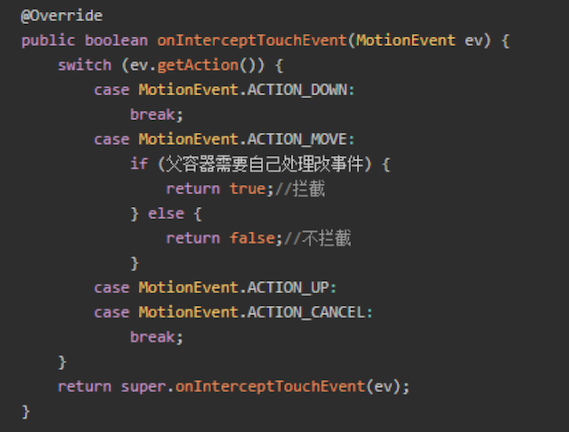 @Override
public boolean onInterceptTouchEvent(MotionEvent ev) {
    switch (ev.getAction()) {
        case MotionEvent.ACTION_DOWN:
            break;
        case MotionEvent.ACTION_MOVE:
            if (父容器需要自己处理改事件) {
                return true;//拦截
            } else {
                return false;//不拦截
            }
        case MotionEvent.ACTION_UP:
        case MotionEvent.ACTION_CANCEL:
            break;
    }
    return super.onInterceptTouchEvent(ev);
}